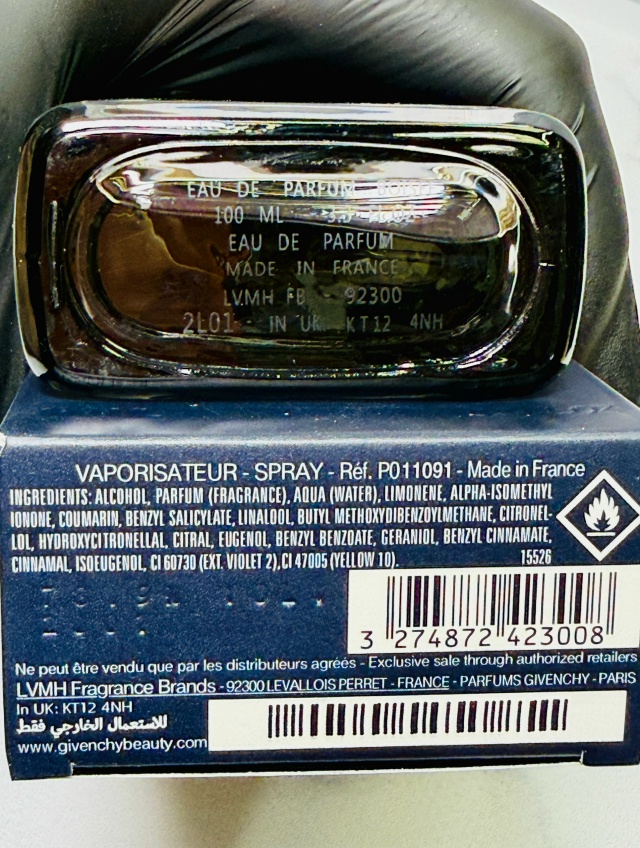 EAU DE PARFUM BOISÉE
100 ML
EAU DE PARFUM
MADE IN FRANCE
LVMH FB - 92300
2L01 - IN UK KT12 4NH
VAPORISATEUR - SPRAY - Réf. P011091 - Made in France
INGREDIENTS: ALCOHOL, PARFUM (FRAGRANCE), AQUA (WATER), LIMONENE, ALPHA-ISOMETHYL
IONONE, COUMARIN, BENZYL SALICYLATE, LINALOOL, BUTYL METHOXYDIBENZOYLMETHANE, CITRONEL-
LOL, HYDROXYCITRONELLAL, CITRAL, EUGENOL, BENZYL BENZOATE, GERANIOL, BENZYL CINNAMATE,
CINNAMAL, ISOEUGENOL, CI 60730 (EXT. VIOLET 2),CI 47005 (YELLOW 10). 15526
3 274872 423008
Ne peut être vendu que par les distributeurs agréés - Exclusive sale through authorized retailers
LVMH Fragrance Brands - 92300 LEVALLOIS PERRET - FRANCE - PARFUMS GIVENCHY - PARIS
In UK: KT12 4NH
للاستعمال الخارجي فقط
www.givenchybeauty.com